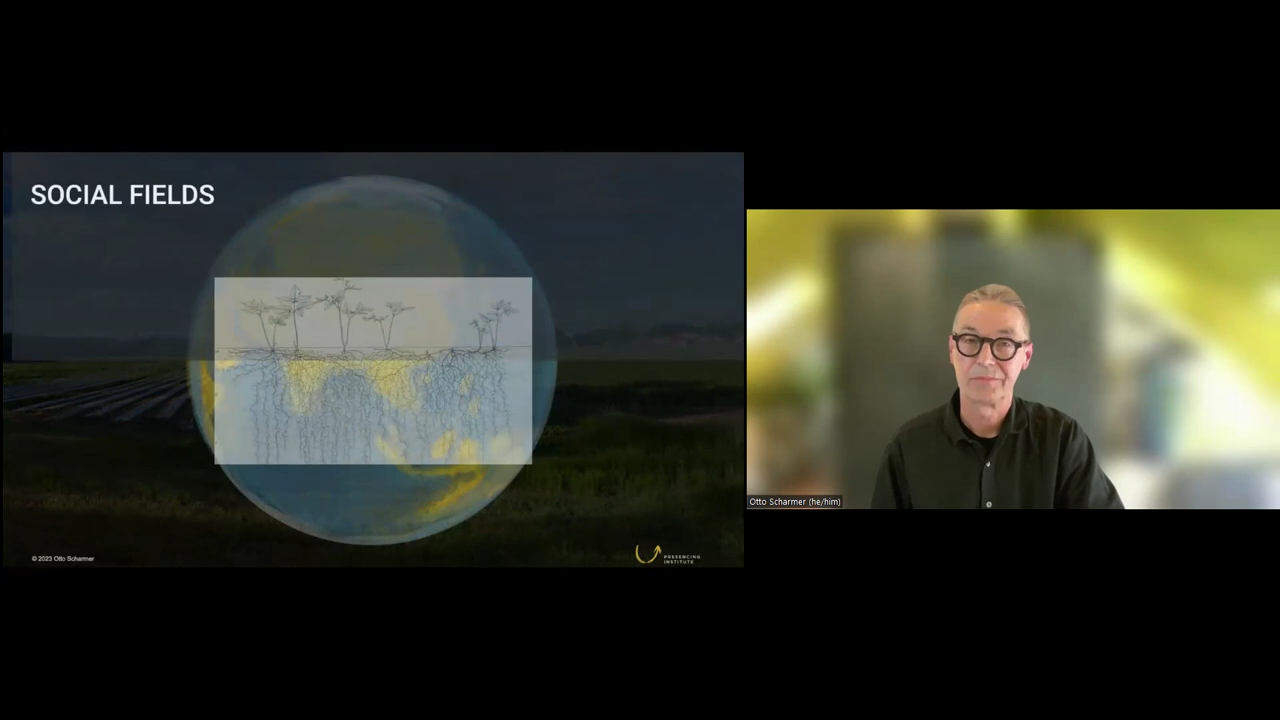 SOCIAL FIELDS
© 2023 Otto Scharmer
PRESENCING
INSTITUTE
Otto Scharmer (he/him)